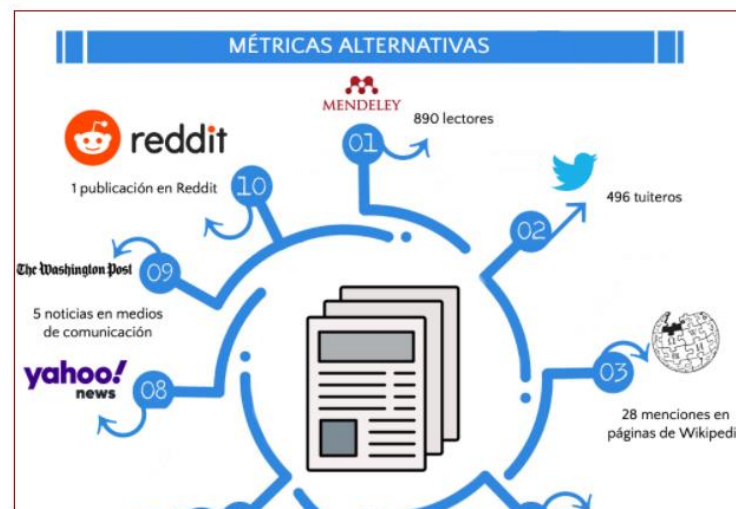 MÉTRICAS ALTERNATIVAS
MENDELEY
01
890 lectores
02
496 tuiteros
03
28 menciones en
páginas de Wikipedi
reddit
1 publicación en Reddit
10
The Washington Post
09
5 noticias en medios
de comunicación
yahoo!
news
08